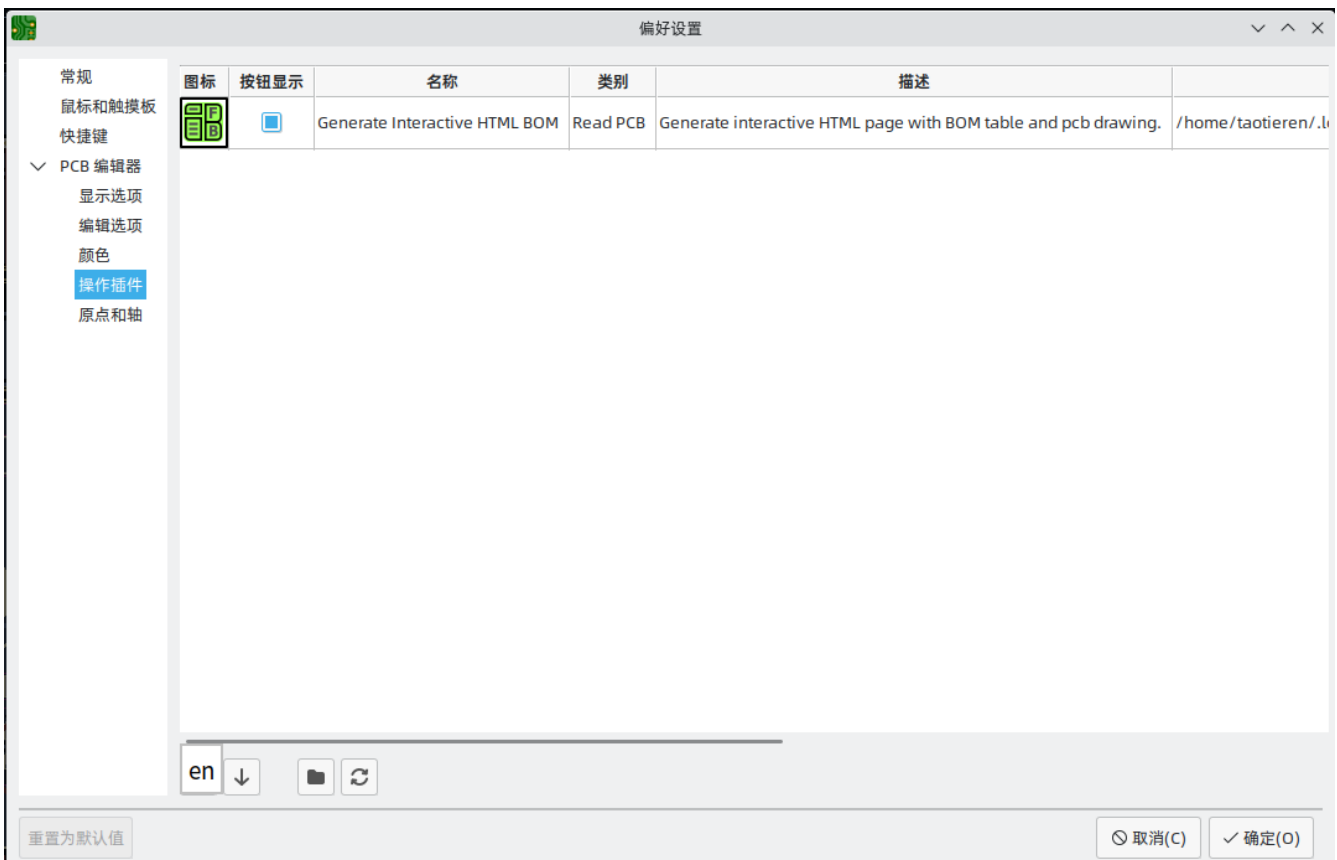 偏好设置
常规
鼠标和触摸板
快捷键
PCB 编辑器
显示选项
编辑选项
颜色
操作插件
原点和轴
图标 按钮显示 名称 类别 描述
F
B
Generate Interactive HTML BOM Read PCB Generate interactive HTML page with BOM table and pcb drawing. /home/taotieren/.l
en
重置为默认值 取消(C) 确定(O)